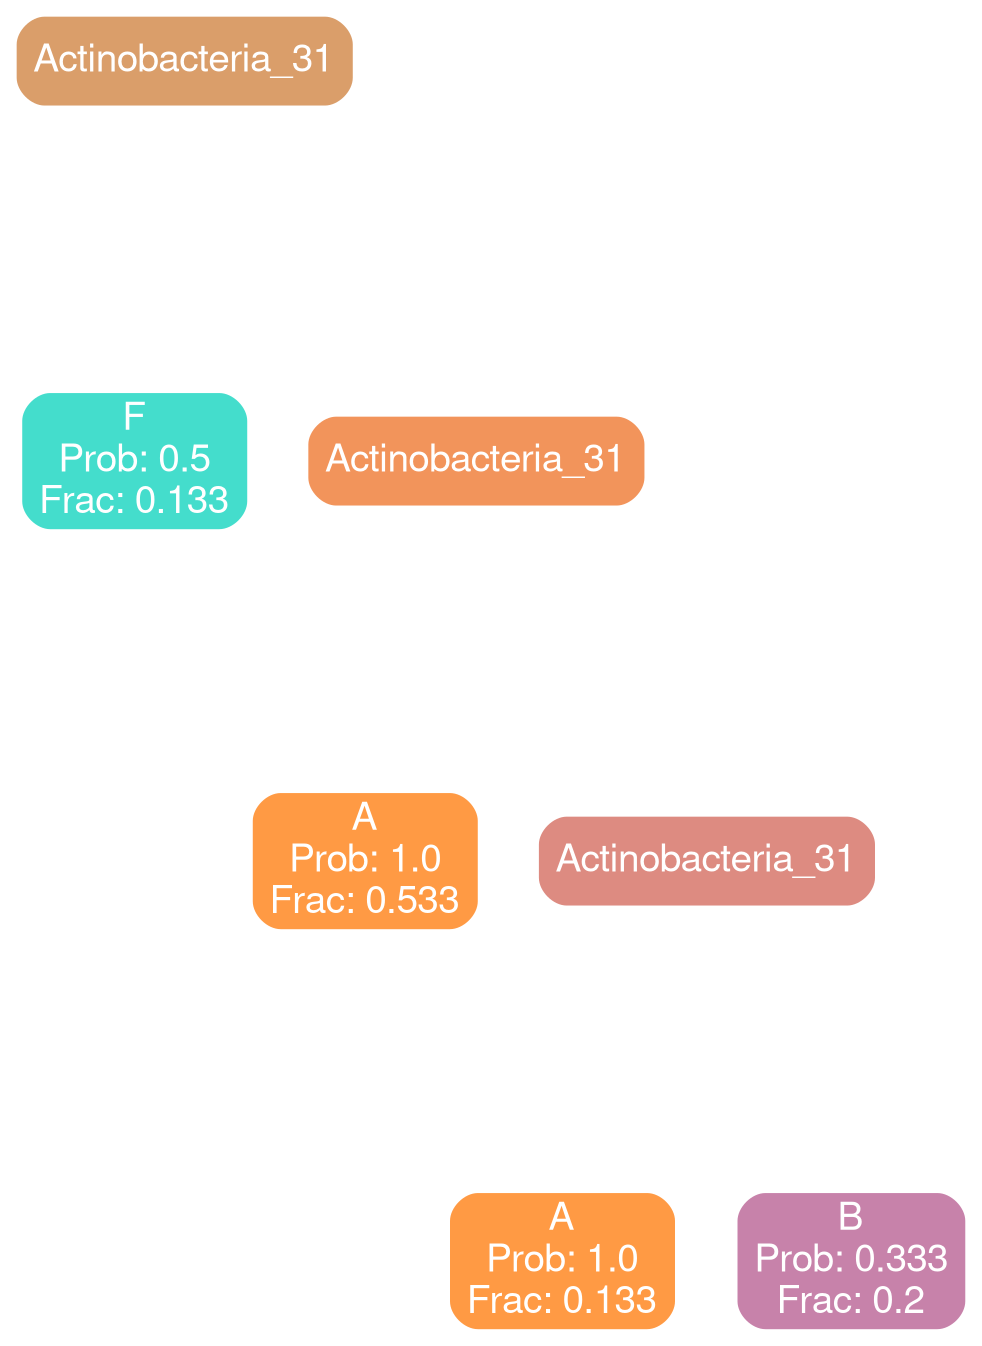 Actinobacteria_31
F
Prob: 0.5
Frac: 0.133
Actinobacteria_31
A
Prob: 1.0
Frac: 0.533
Actinobacteria_31
A
Prob: 1.0
Frac: 0.133
B
Prob: 0.333
Frac: 0.2